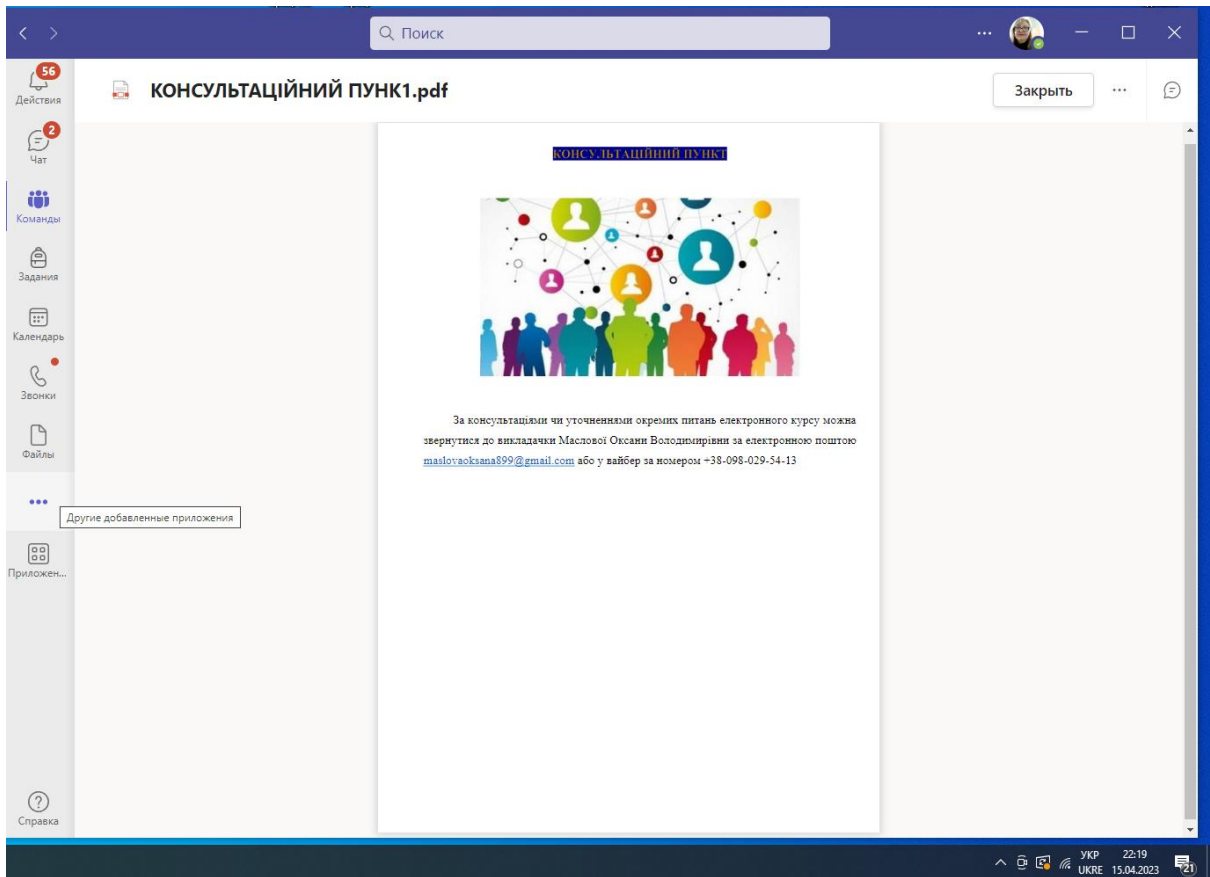 Поиск
56
Действия
КОНСУЛЬТАЦІЙНИЙ ПУНК1.pdf
Закрыть
2
Чат
Команды
Задания
Календарь
Звонки
Файлы
Другие добавленные приложения
Приложен...
Справка
КОНСУЛЬТАЦІЙНИЙ ПУНКТ
За консультаціями чи уточненнями окремих питань електронного курсу можна
звернутися до викладачки Маслової Оксани Володимирівни за електронною поштою
maslovaoksana899@gmail.com або у вайбер за номером +38-098-029-54-13
УКР 22:19
UKRE 15.04.2023
21